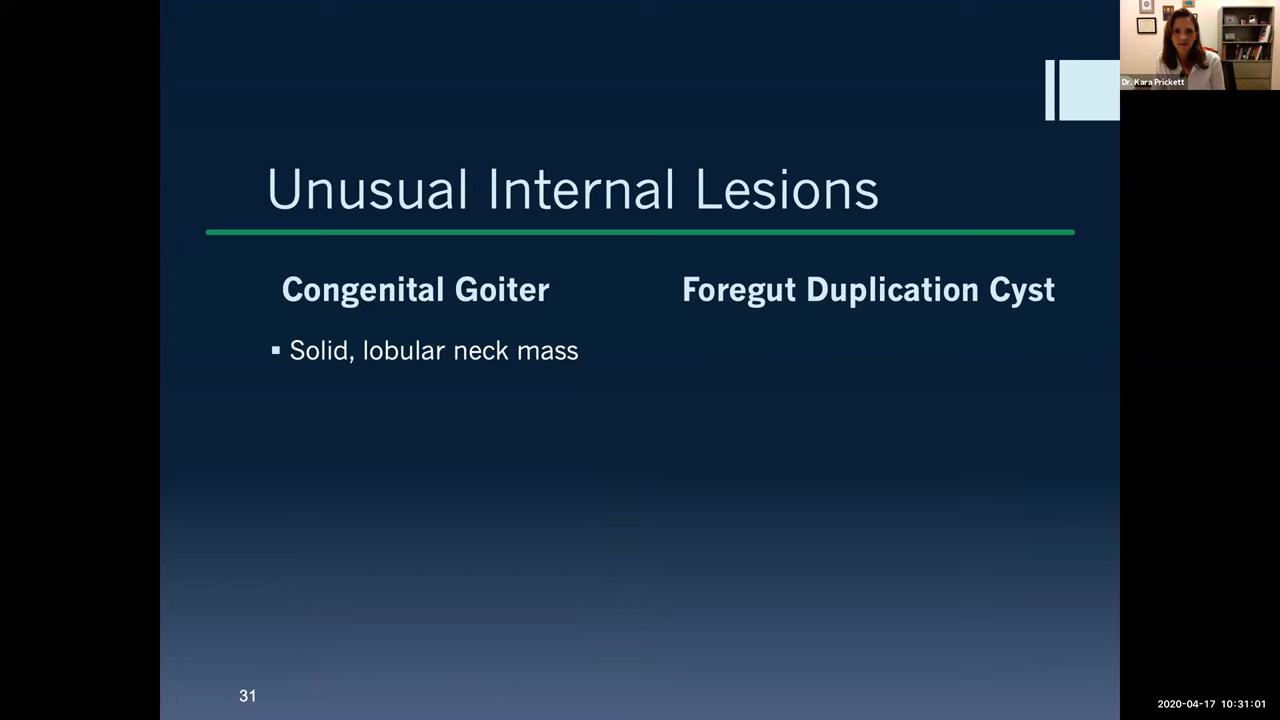 Dr. Kara Prickett
Unusual Internal Lesions
Congenital Goiter
Foregut Duplication Cyst
Solid, lobular neck mass
31
2020-04-17 10:31:01